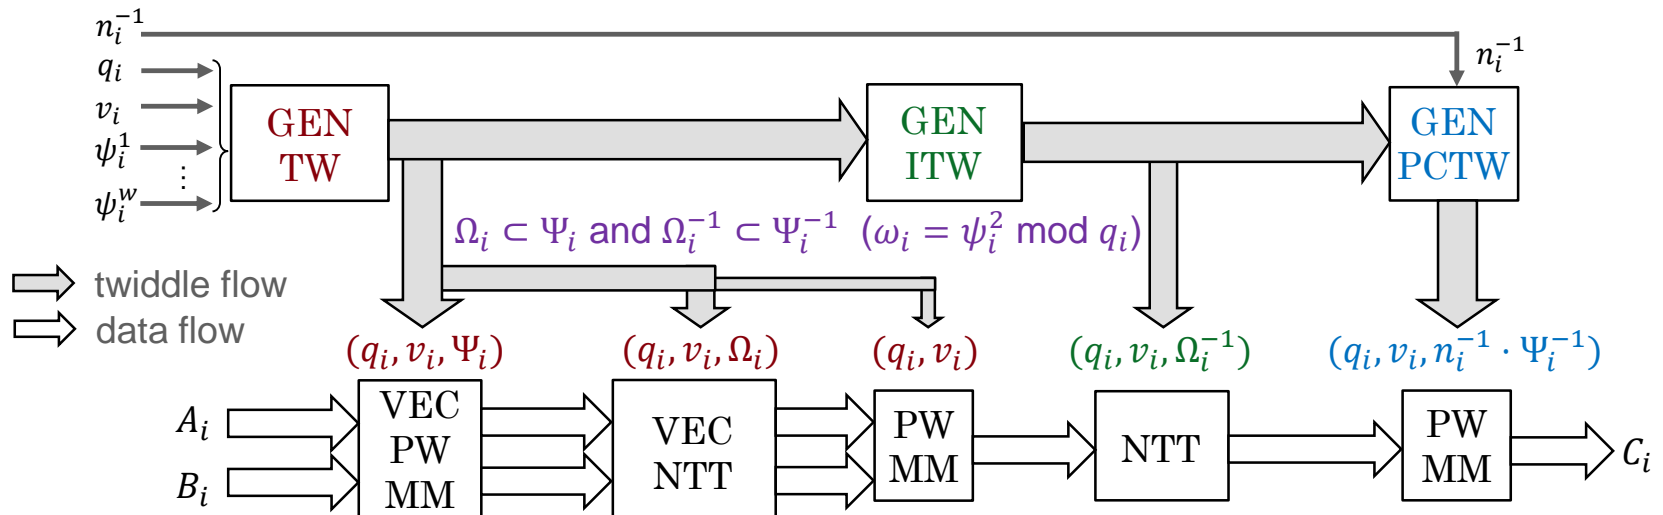 n_i^{-1}
q_i
v_i
ψ_i^1
⋮
ψ_i^w
GEN
TW
GEN
ITW
n_i^{-1}
GEN
PCTW
Ω_i ⊂ Ψ_i and Ω_i^{-1} ⊂ Ψ_i^{-1} (ω_i = ψ_i^2 mod q_i)
twiddle flow
data flow
(q_i, v_i, Ψ_i)
(q_i, v_i, Ω_i)
(q_i, v_i)
(q_i, v_i, Ω_i^{-1})
(q_i, v_i, n_i^{-1} · Ψ_i^{-1})
A_i
B_i
VEC
PW
MM
VEC
NTT
PW
MM
NTT
PW
MM
C_i